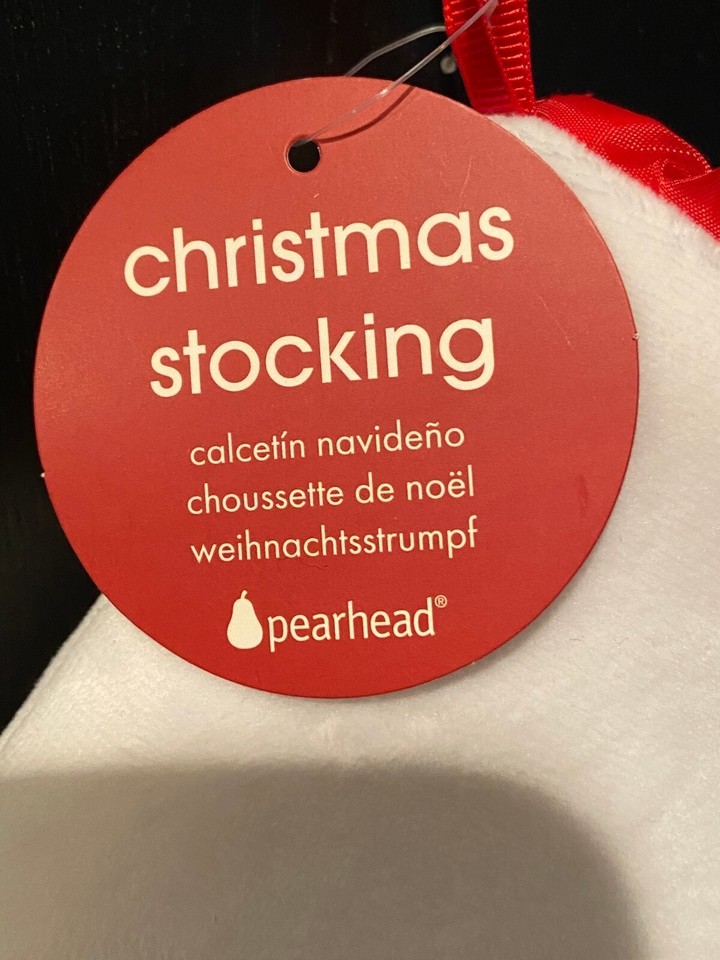 christmas
stocking
calcetín navideño
choussette de noël
weihnachtsstrumpf
pearhead®